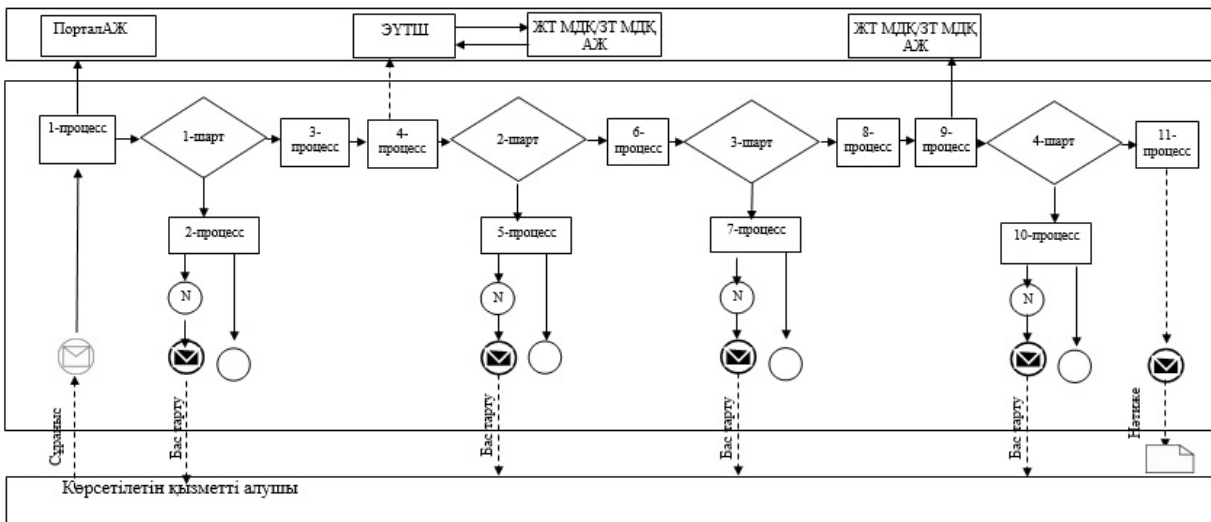 ПорталАЖ
ЭҮТШ
ЖТ МДҚ/ЗТ МДҚ
АЖ
ЖТ МДҚ/ЗТ МДҚ
АЖ
1-процесс
1-шарт
3-
процесс
4-
процесс
2-шарт
6-
процесс
3-шарт
8-
процесс
9-
процесс
4-шарт
11-
процесс
2-процесс
5-процесс
7-процесс
10-процесс
N
N
N
N
Сұраныс
Бас тарту
Бас тарту
Бас тарту
Бас тарту
Нәтиже
Көрсетілетін қызметті алушы